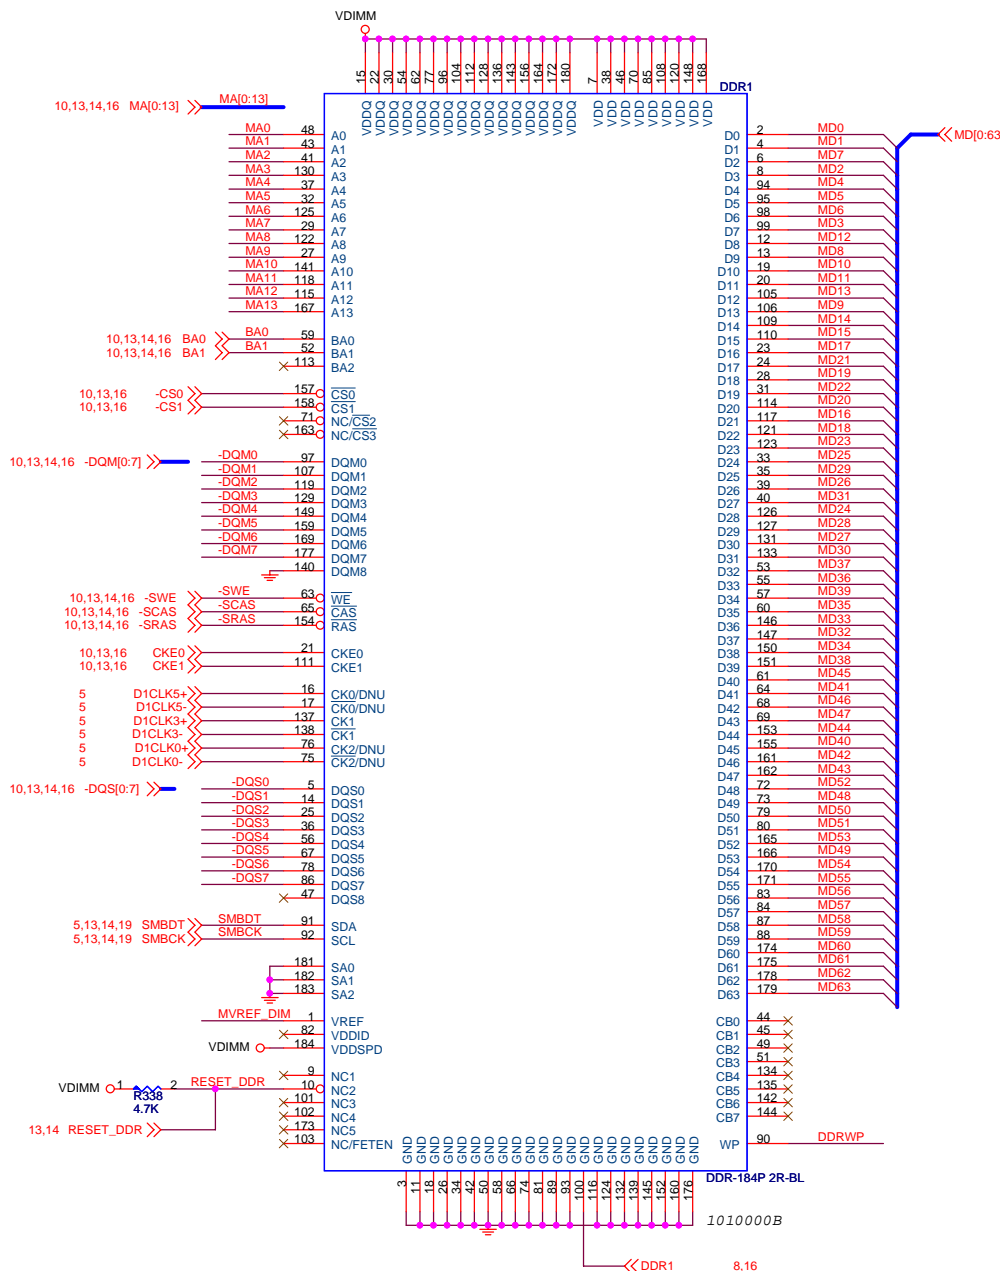 VDIMM
15 22 30 54 62 77 96 104 112 128 136 143 156 164 172 180 7 38 46 70 85 108 120 148 168
DDR1
VDDQ VDDQ VDDQ VDDQ VDDQ VDDQ VDDQ VDDQ VDDQ VDDQ VDDQ VDDQ VDDQ VDDQ VDDQ VDDQ VDD VDD VDD VDD VDD VDD VDD VDD VDD
10,13,14,16 MA[0:13] MA[0:13]
MD[0:63
MA0 48 A0
MA1 43 A1
MA2 41 A2
MA3 130 A3
MA4 37 A4
MA5 32 A5
MA6 125 A6
MA7 29 A7
MA8 122 A8
MA9 27 A9
MA10 141 A10
MA11 118 A11
MA12 115 A12
MA13 167 A13
10,13,14,16 BA0 BA0 59 BA0
10,13,14,16 BA1 BA1 52 BA1
113 BA2
10,13,16 -CS0 157 CS0
10,13,16 -CS1 158 CS1
71 NC/CS2
163 NC/CS3
10,13,14,16 -DQM[0:7]
-DQM0 97 DQM0
-DQM1 107 DQM1
-DQM2 119 DQM2
-DQM3 129 DQM3
-DQM4 149 DQM4
-DQM5 159 DQM5
-DQM6 169 DQM6
-DQM7 177 DQM7
140 DQM8
10,13,14,16 -SWE -SWE 63 WE
10,13,14,16 -SCAS -SCAS 65 CAS
10,13,14,16 -SRAS -SRAS 154 RAS
10,13,16 CKE0 21 CKE0
10,13,16 CKE1 111 CKE1
5 D1CLK5+ 16 CK0/DNU
5 D1CLK5- 17 CK0/DNU
5 D1CLK3+ 137 CK1
5 D1CLK3- 138 CK1
5 D1CLK0+ 76 CK2/DNU
5 D1CLK0- 75 CK2/DNU
10,13,14,16 -DQS[0:7]
-DQS0 5 DQS0
-DQS1 14 DQS1
-DQS2 25 DQS2
-DQS3 36 DQS3
-DQS4 56 DQS4
-DQS5 67 DQS5
-DQS6 78 DQS6
-DQS7 86 DQS7
47 DQS8
5,13,14,19 SMBDT SMBDT 91 SDA
5,13,14,19 SMBCK SMBCK 92 SCL
181 SA0
182 SA1
183 SA2
MVREF_DIM 1 VREF
82 VDDID
VDIMM 184 VDDSPD
9 NC1
VDIMM 1 2 RESET_DDR 10 NC2
R338
4.7K
101 NC3
102 NC4
13,14 RESET_DDR 173 NC5
103 NC/FETEN
D0 2 MD0
D1 4 MD1
D2 6 MD7
D3 8 MD2
D4 94 MD4
D5 95 MD5
D6 98 MD6
D7 99 MD3
D8 12 MD12
D9 13 MD8
D10 19 MD10
D11 20 MD11
D12 105 MD13
D13 106 MD9
D14 109 MD14
D15 110 MD15
D16 23 MD17
D17 24 MD21
D18 28 MD19
D19 31 MD22
D20 114 MD20
D21 117 MD16
D22 121 MD18
D23 123 MD23
D24 33 MD25
D25 35 MD29
D26 39 MD26
D27 40 MD31
D28 126 MD24
D29 127 MD28
D30 131 MD27
D31 133 MD30
D32 53 MD37
D33 55 MD36
D34 57 MD39
D35 60 MD35
D36 146 MD33
D37 147 MD32
D38 150 MD34
D39 151 MD38
D40 61 MD45
D41 64 MD41
D42 68 MD46
D43 69 MD47
D44 153 MD44
D45 155 MD40
D46 161 MD42
D47 162 MD43
D48 72 MD52
D49 73 MD48
D50 79 MD50
D51 80 MD51
D52 165 MD53
D53 166 MD49
D54 170 MD54
D55 171 MD55
D56 83 MD56
D57 84 MD57
D58 87 MD58
D59 88 MD59
D60 174 MD60
D61 175 MD61
D62 178 MD62
D63 179 MD63
CB0 44
CB1 45
CB2 49
CB3 51
CB4 134
CB5 135
CB6 142
CB7 144
WP 90 DDRWP
GND GND GND GND GND GND GND GND GND GND GND GND GND GND GND GND GND GND GND GND GND GND
DDR-184P 2R-BL
3 11 18 26 34 42 50 58 66 74 81 89 93 100 116 124 132 139 145 152 160 176
1010000B
DDR1 8,16